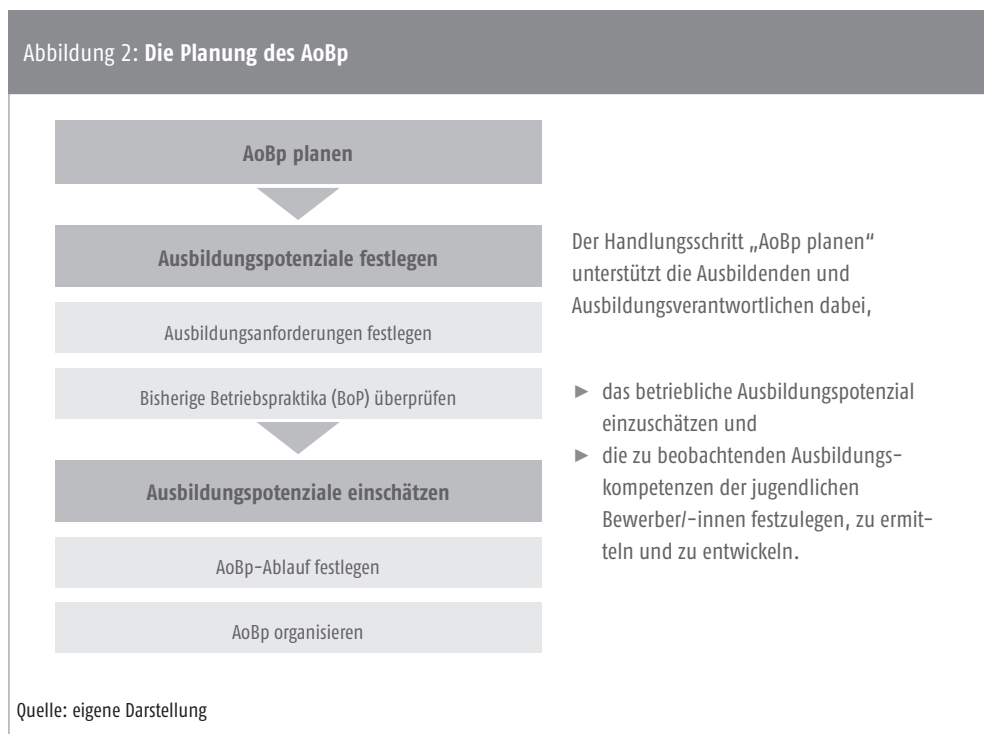 Abbildung 2: Die Planung des AoBp
AoBp planen
Ausbildungspotenziale festlegen
Ausbildungsanforderungen festlegen
Bisherige Betriebspraktika (BoP) überprüfen
Ausbildungspotenziale einschätzen
AoBp-Ablauf festlegen
AoBp organisieren
Der Handlungsschritt „AoBp planen“
unterstützt die Ausbildenden und
Ausbildungsverantwortlichen dabei,
► das betriebliche Ausbildungspotenzial
einzuschätzen und
► die zu beobachtenden Ausbildungs-
kompetenzen der jugendlichen
Bewerber/-innen festzulegen, zu ermit-
teln und zu entwickeln.
Quelle: eigene Darstellung